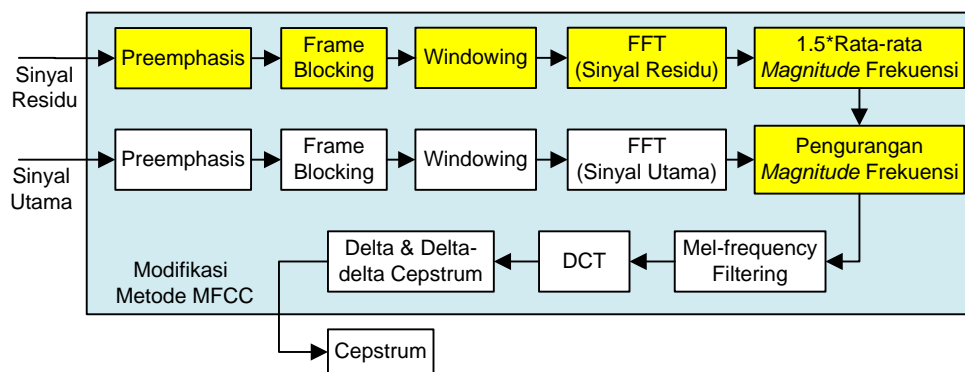 Sinyal
Residu
Preemphasis
Frame
Blocking
Windowing
FFT
(Sinyal Residu)
1.5*Rata-rata
Magnitude Frekuensi
Sinyal
Utama
Preemphasis
Frame
Blocking
Windowing
FFT
(Sinyal Utama)
Pengurangan
Magnitude Frekuensi
Mel-frequency
Filtering
DCT
Delta & Delta-
delta Cepstrum
Modifikasi
Metode MFCC
Cepstrum